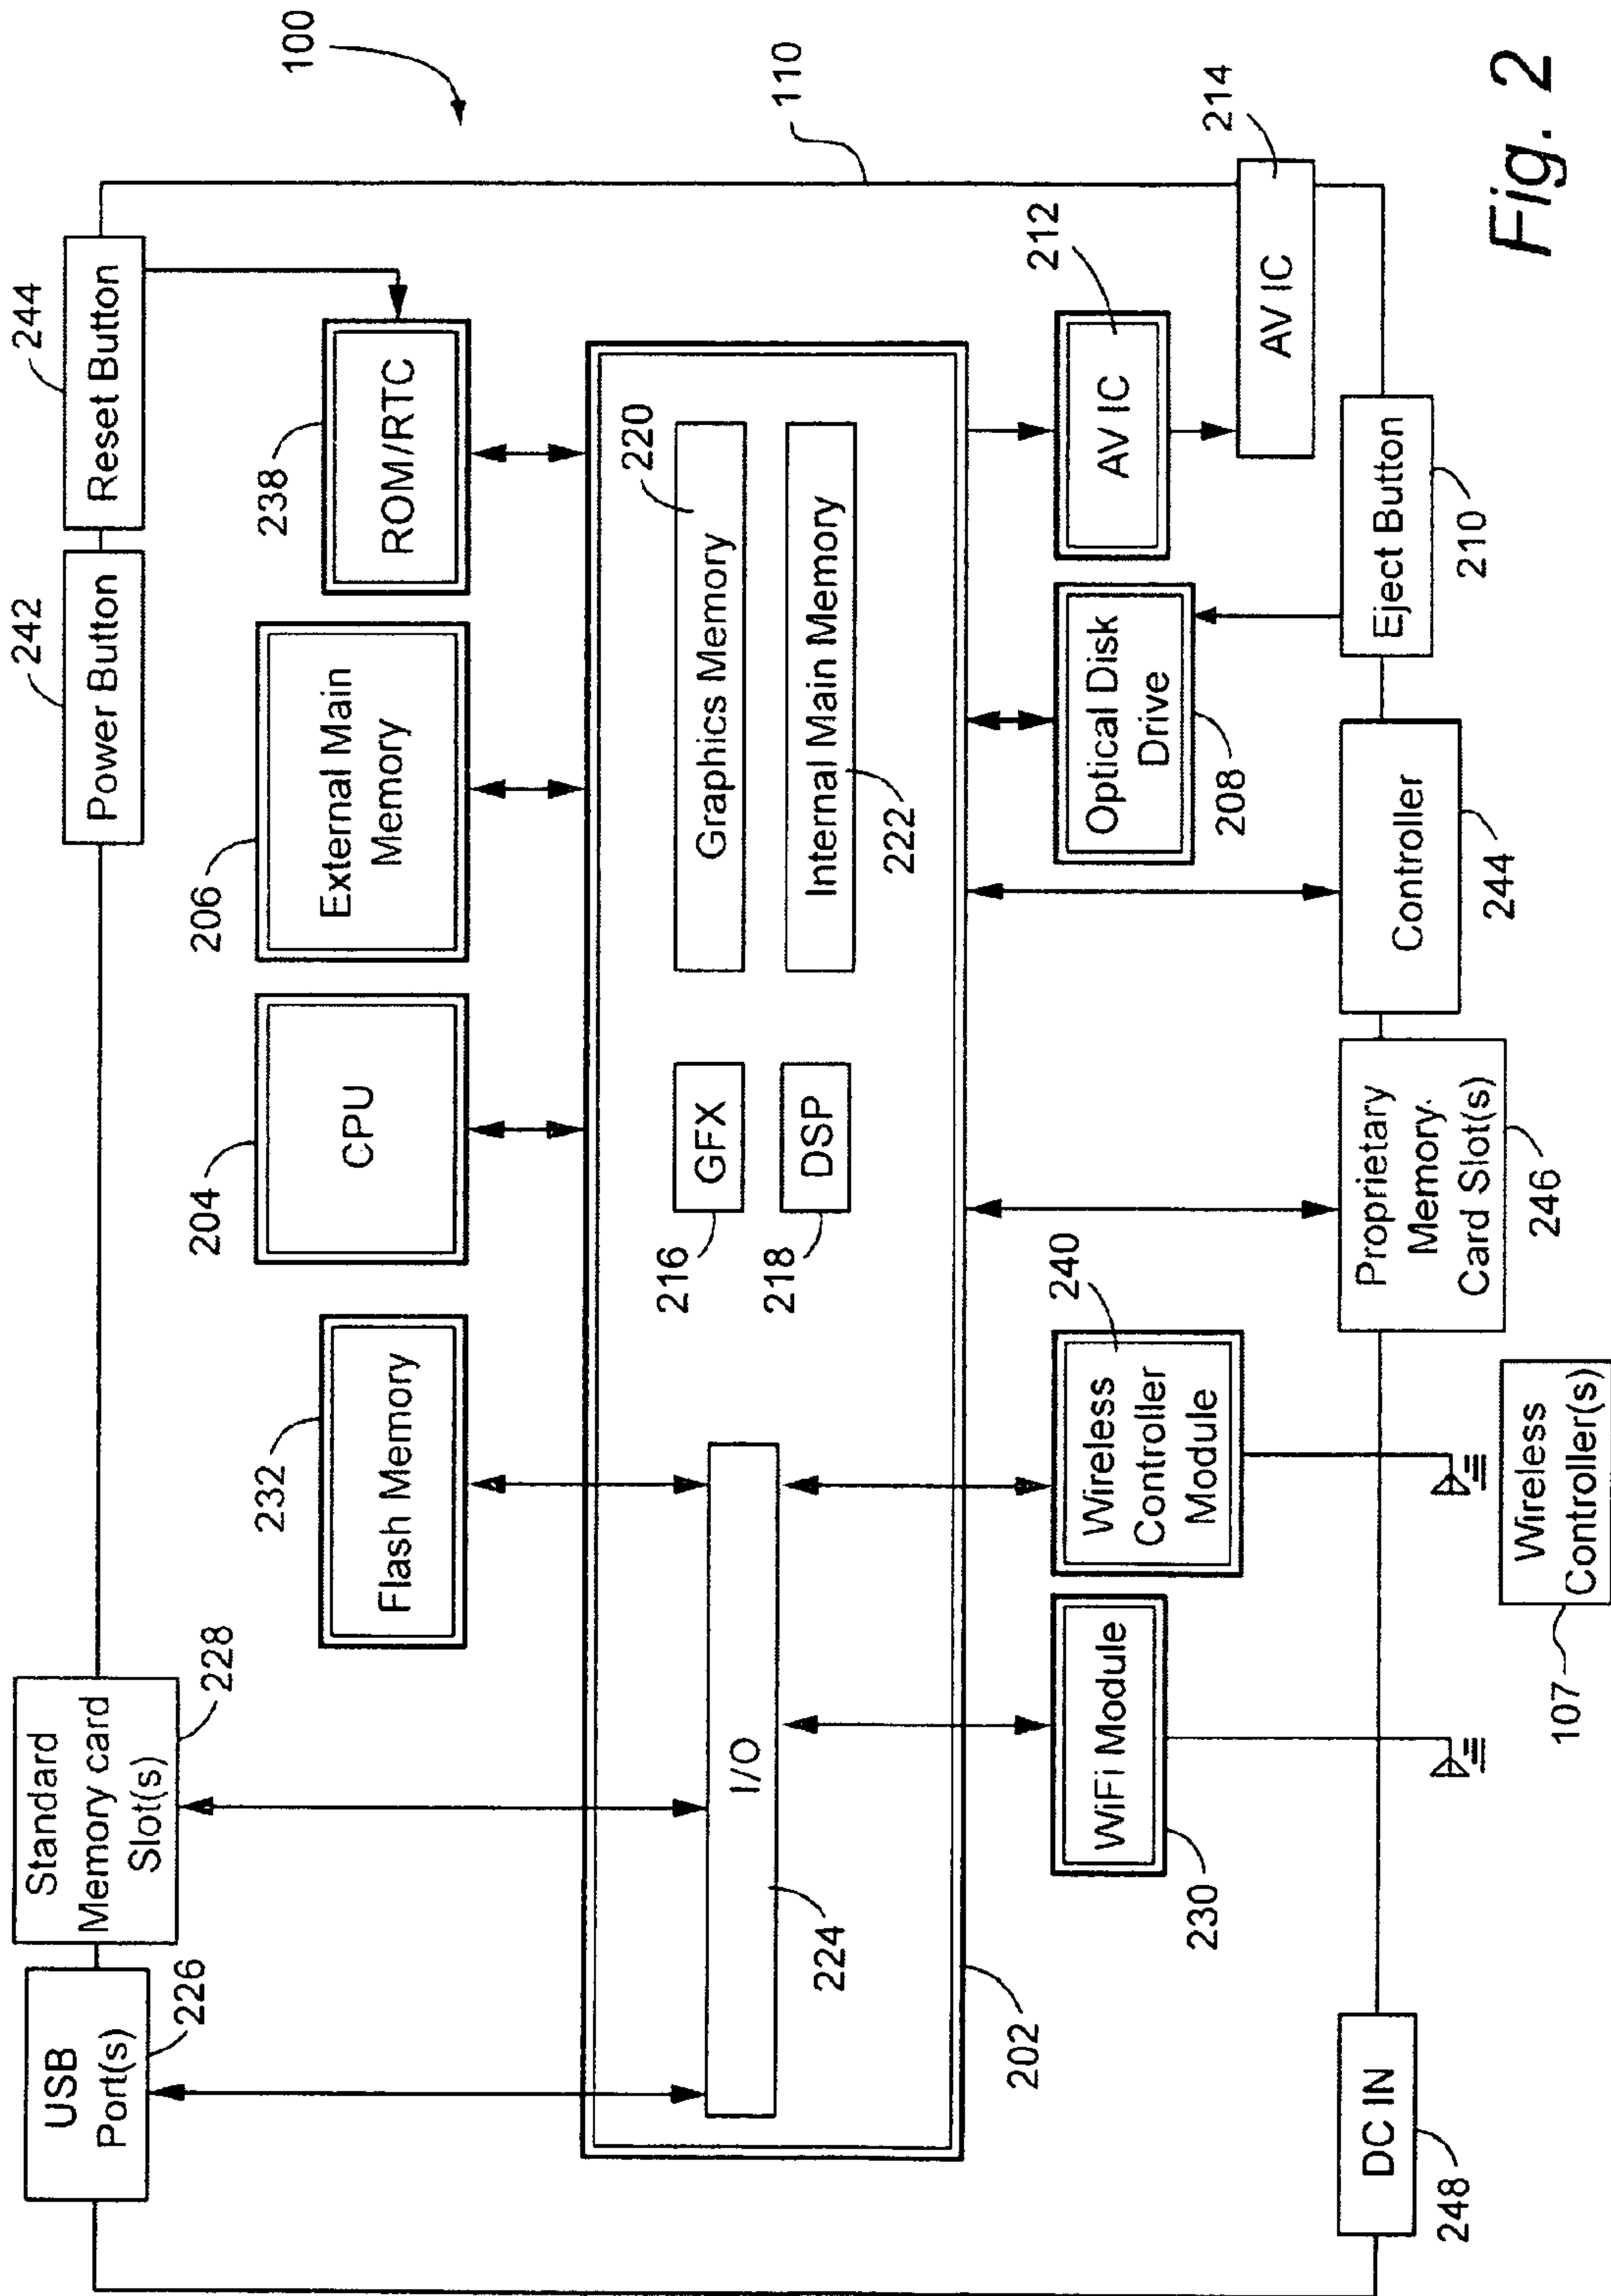 100
USB
Port(s)
226
Standard
Memory card
Slot(s)
228
242
Power Button
244
Reset Button
232
Flash Memory
204
CPU
206
External Main
Memory
238
ROM/RTC
110
I/O
224
216
GFX
218
DSP
220
Graphics Memory
Internal Main Memory
222
202
WiFi Module
230
240
Wireless
Controller
Module
Optical Disk
Drive
208
212
AV IC
214
AV IC
DC IN
248
107
Wireless
Controller(s)
Proprietary
Memory.
Card Slot(s)
246
Controller
244
Eject Button
210
Fig. 2